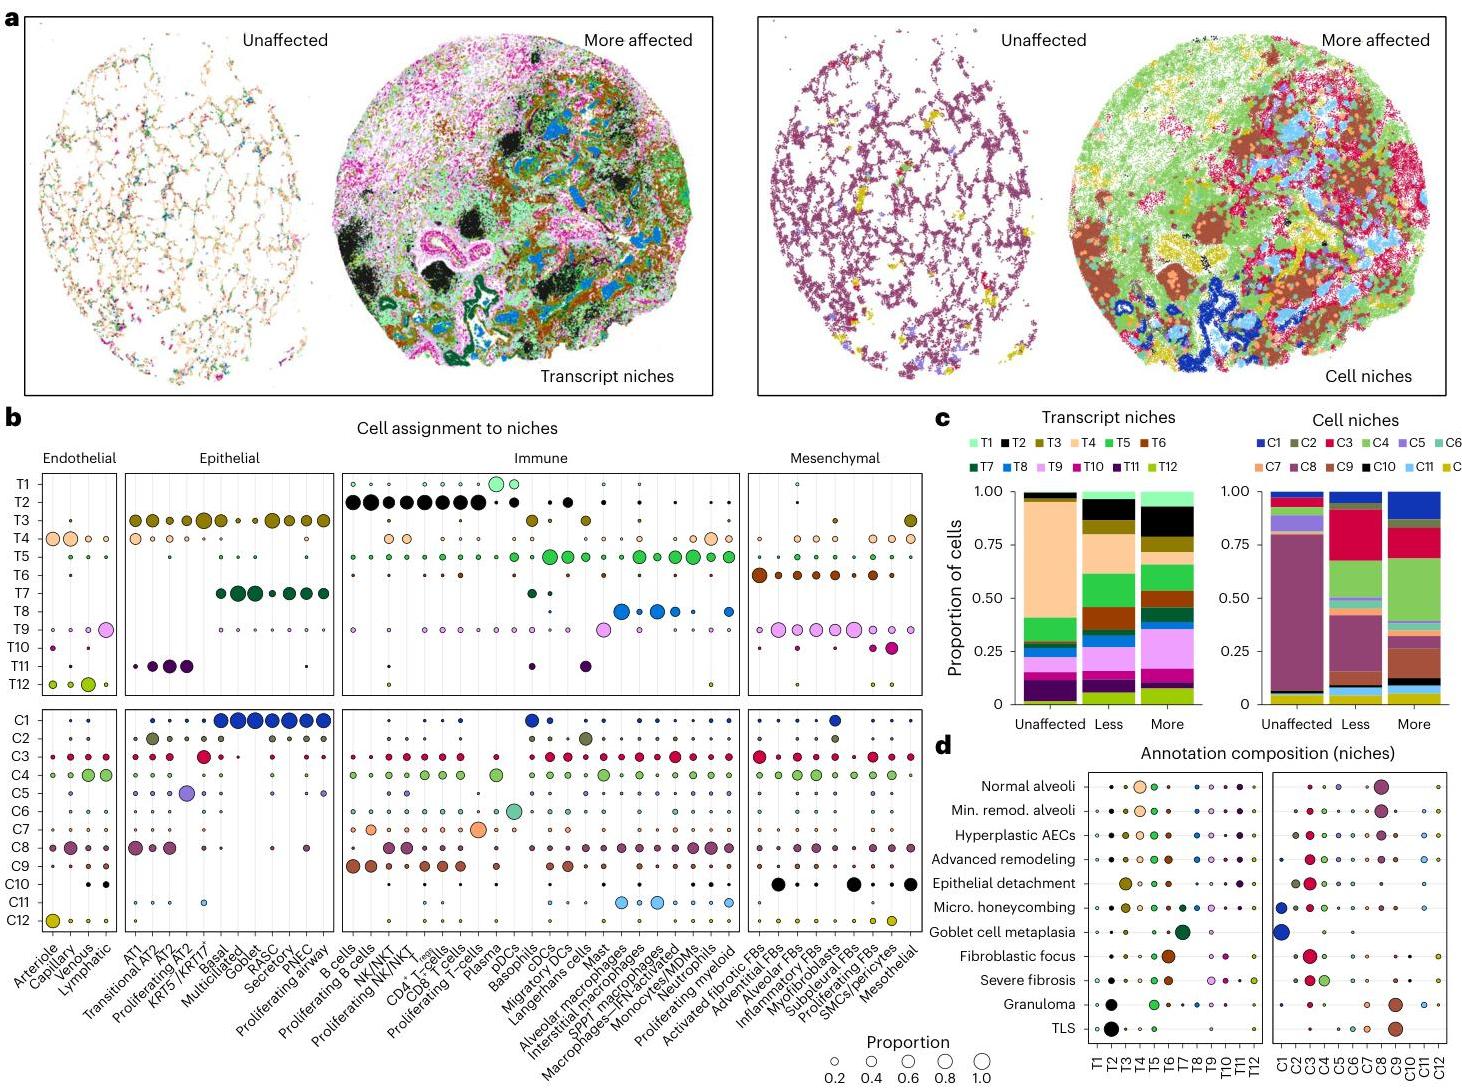 a
Unaffected
More affected
Transcript niches
Unaffected
More affected
Cell niches
b
Cell assignment to niches
Endothelial
Epithelial
Immune
Mesenchymal
T1
T2
T3
T4
T5
T6
T7
T8
T9
T10
T11
T12
C1
C2
C3
C4
C5
C6
C7
C8
C9
C10
C11
C12
Arteriole
Capillary
Venous
Lymphatic
AT1
Transitional AT2
AT2
Proliferating AT2
KRT5⁻/KRT17⁺
Basal
Multiciliated
Goblet
RASC
Secretory
PNEC
Proliferating airway
B cells
Proliferating B cells
NK/NKT
Proliferating NK/NKT
CD4⁺ T cells
CD8⁺ T cells
Proliferating T-cells
Plasma
pDCs
Basophils
cDCs
Migratory DCs
Langerhans cells
Mast
Alveolar macrophages
Interstitial macrophages
SPP1⁺ macrophages
Macrophages–IFN-activated
Monocytes/MDMs
Neutrophils
Proliferating myeloid
Activated fibrotic FBs
Adventitial FBs
Alveolar FBs
Inflammatory FBs
Myofibroblasts
Subpleural FBs
Proliferating FBs
SMCs/pericytes
Mesothelial
Proportion
0.2 0.4 0.6 0.8 1.0
c
Transcript niches
T1 T2 T3 T4 T5 T6
T7 T8 T9 T10 T11 T12
Cell niches
C1 C2 C3 C4 C5 C6
C7 C8 C9 C10 C11 C
Proportion of cells
1.00
0.75
0.50
0.25
0
Unaffected Less More
1.00
0.75
0.50
0.25
0
Unaffected Less More
d
Annotation composition (niches)
Normal alveoli
Min. remod. alveoli
Hyperplastic AECs
Advanced remodeling
Epithelial detachment
Micro. honeycombing
Goblet cell metaplasia
Fibroblastic focus
Severe fibrosis
Granuloma
TLS
T1 T2 T3 T4 T5 T6 T7 T8 T9 T10 T11 T12
C1 C2 C3 C4 C5 C6 C7 C8 C9 C10 C11 C12